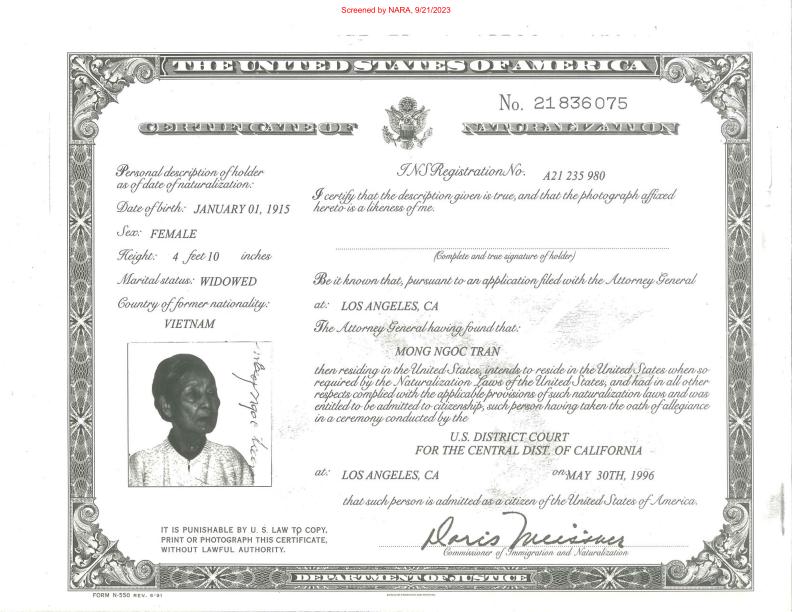 Screened by NARA, 9/21/2023
THE UNITED STATES OF AMERICA
No. 21836075
CERTIFICATE OF NATURALIZATION
Personal description of holder
as of date of naturalization:
Date of birth: JANUARY 01, 1915
Sex: FEMALE
Height: 4 feet 10 inches
Marital status: WIDOWED
Country of former nationality:
VIETNAM
INS Registration No. A21 235 980
I certify that the description given is true, and that the photograph affixed
hereto is a likeness of me.
(Complete and true signature of holder)
Be it known that, pursuant to an application filed with the Attorney General
at: LOS ANGELES, CA
The Attorney General having found that:
MONG NGOC TRAN
then residing in the United States, intends to reside in the United States when so
required by the Naturalization Laws of the United States, and had in all other
respects complied with the applicable provisions of such naturalization laws and was
entitled to be admitted to citizenship, such person having taken the oath of allegiance
in a ceremony conducted by the
U.S. DISTRICT COURT
FOR THE CENTRAL DIST. OF CALIFORNIA
at: LOS ANGELES, CA on MAY 30TH, 1996
that such person is admitted as a citizen of the United States of America.
IT IS PUNISHABLE BY U. S. LAW TO COPY,
PRINT OR PHOTOGRAPH THIS CERTIFICATE,
WITHOUT LAWFUL AUTHORITY.
Doris Meissner
Commissioner of Immigration and Naturalization
DEPARTMENT OF JUSTICE
FORM N-550 REV. 6-91